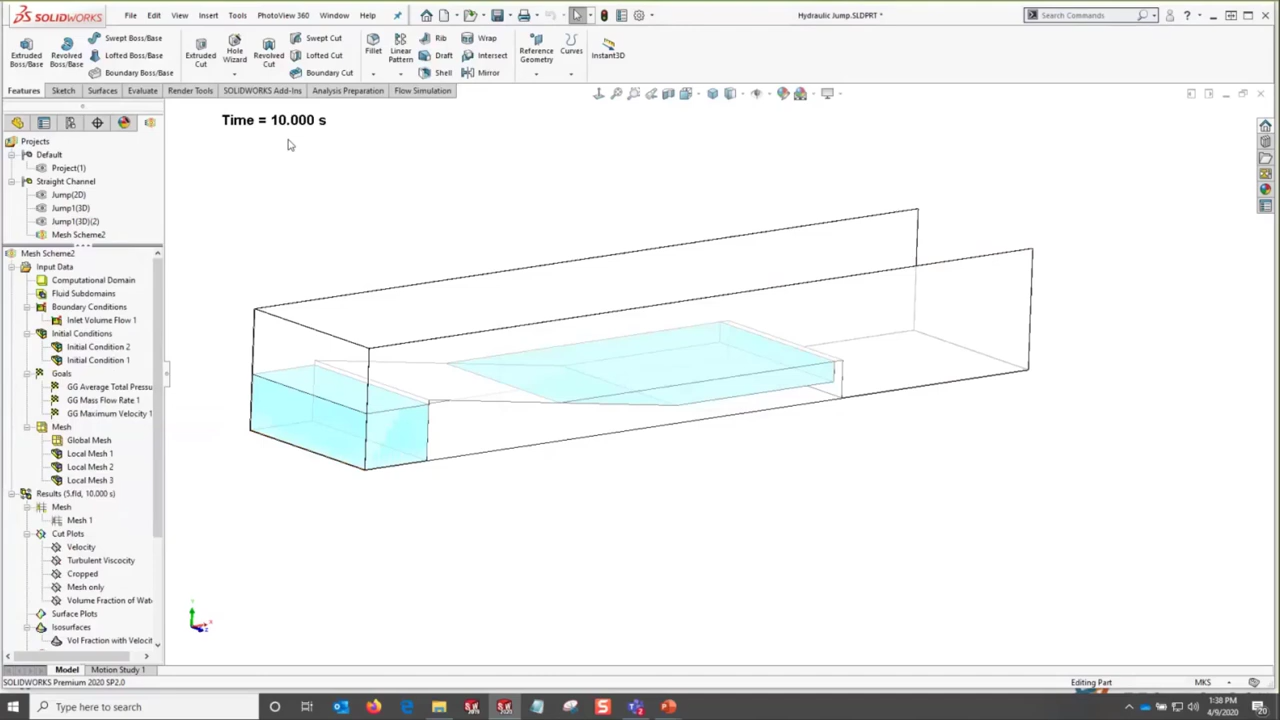 SOLIDWORKS File Edit View Insert Tools PhotoView 360 Window Help Hydraulic Jump.SLDPRT * Search Commands
Extruded Boss/Base Revolved Boss/Base Swept Boss/Base Lofted Boss/Base Boundary Boss/Base Extruded Cut Hole Wizard Revolved Cut Swept Cut Lofted Cut Boundary Cut Fillet Linear Pattern Rib Draft Shell Wrap Intersect Mirror Reference Geometry Curves Instant3D
Features Sketch Surfaces Evaluate Render Tools SOLIDWORKS Add-Ins Analysis Preparation Flow Simulation
Time = 10.000 s
Projects
Default
Project(1)
Straight Channel
Jump(2D)
Jump1(3D)
Jump1(3D)(2)
Mesh Scheme2
Mesh Scheme2
Input Data
Computational Domain
Fluid Subdomains
Boundary Conditions
Inlet Volume Flow 1
Initial Conditions
Initial Condition 2
Initial Condition 1
Goals
GG Average Total Pressu
GG Mass Flow Rate 1
GG Maximum Velocity 1
Mesh
Global Mesh
Local Mesh 1
Local Mesh 2
Local Mesh 3
Results (5.fld, 10.000 s)
Mesh
Mesh 1
Cut Plots
Velocity
Turbulent Viscocity
Cropped
Mesh only
Volume Fraction of Wat
Surface Plots
Isosurfaces
Vol Fraction with Velocit
Model Motion Study 1
SOLIDWORKS Premium 2020 SP2.0 Editing Part MKS
Type here to search 1:38 PM
4/9/2020